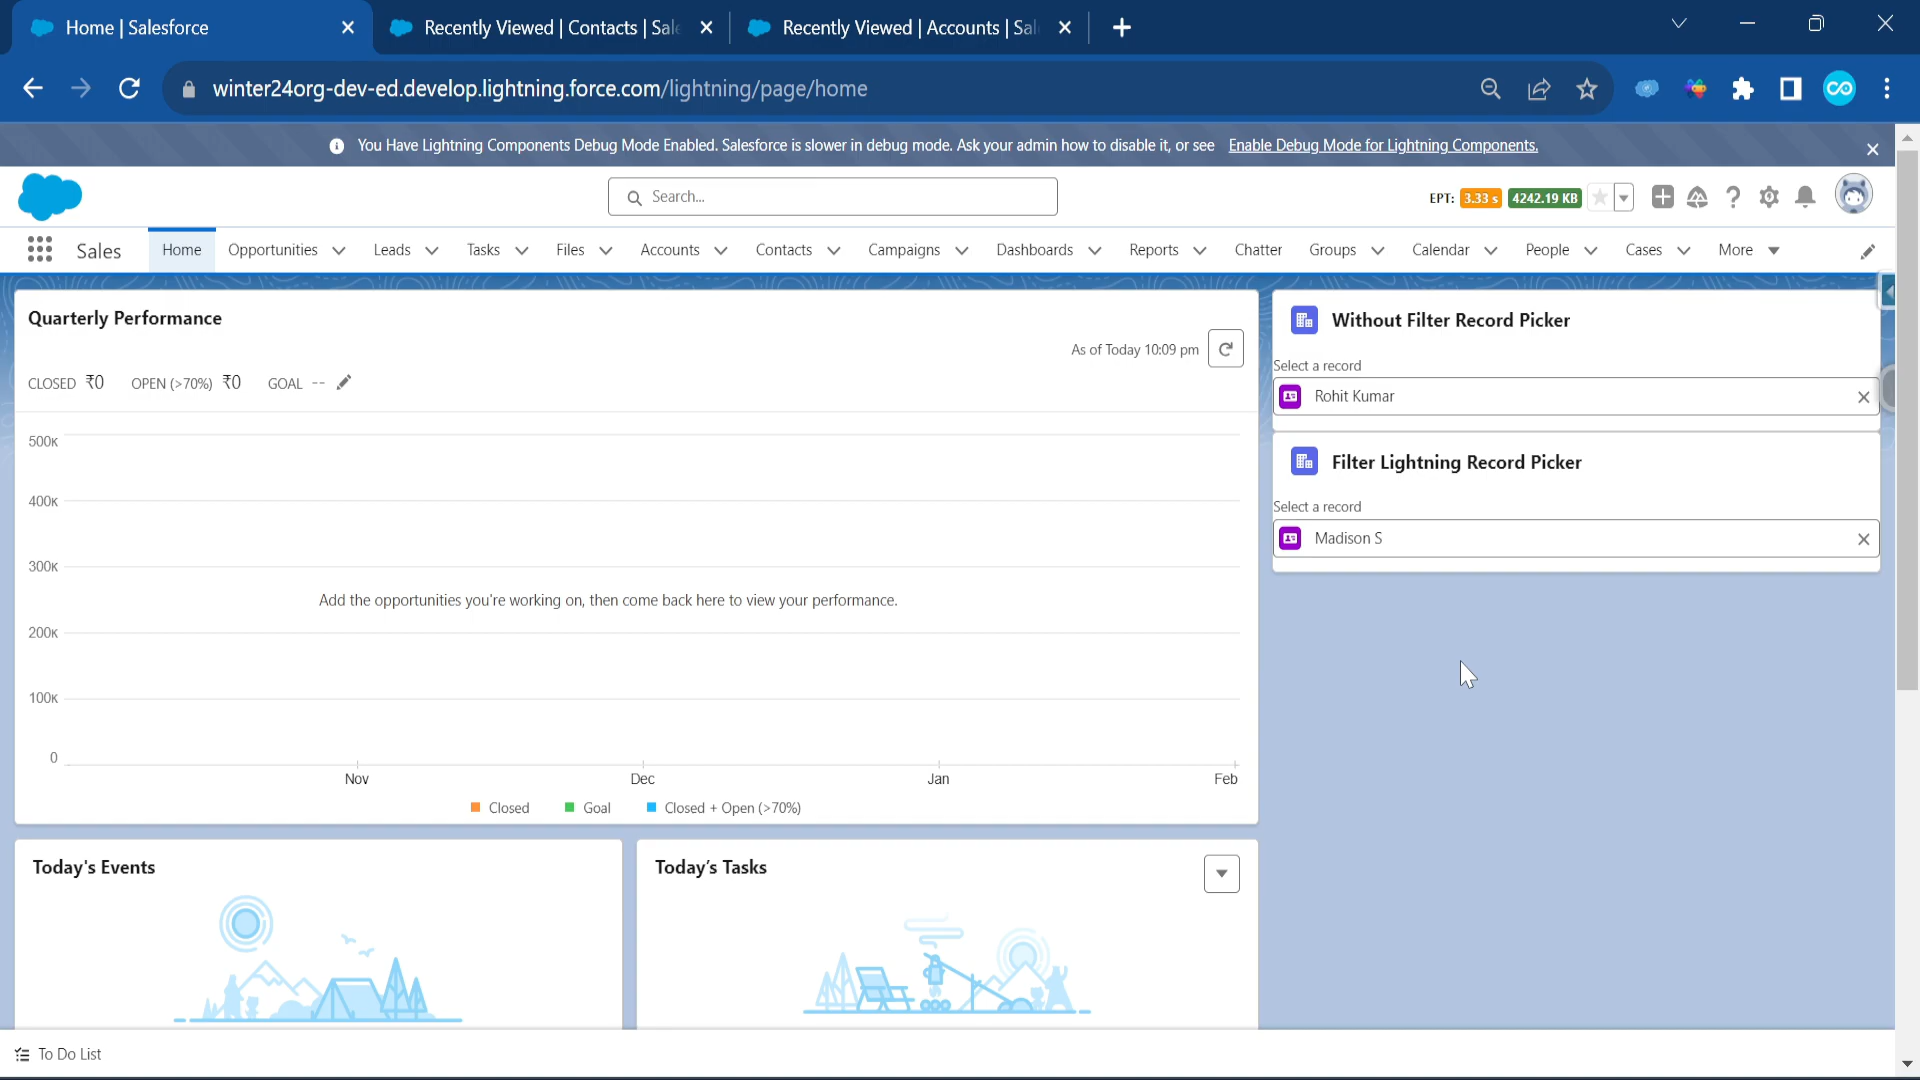 Home | Salesforce
Recently Viewed | Contacts | Sale
Recently Viewed | Accounts | Sal
winter24org-dev-ed.develop.lightning.force.com/lightning/page/home
You Have Lightning Components Debug Mode Enabled. Salesforce is slower in debug mode. Ask your admin how to disable it, or see Enable Debug Mode for Lightning Components.
Search...
EPT: 3.33 s 4242.19 KB
Sales Home Opportunities Leads Tasks Files Accounts Contacts Campaigns Dashboards Reports Chatter Groups Calendar People Cases More
Quarterly Performance
As of Today 10:09 pm
CLOSED ₹0 OPEN (>70%) ₹0 GOAL --
500K
400K
300K
Add the opportunities you're working on, then come back here to view your performance.
200K
100K
0
Nov Dec Jan Feb
Closed Goal Closed + Open (>70%)
Without Filter Record Picker
Select a record
Rohit Kumar
Filter Lightning Record Picker
Select a record
Madison S
Today's Events
Today's Tasks
To Do List